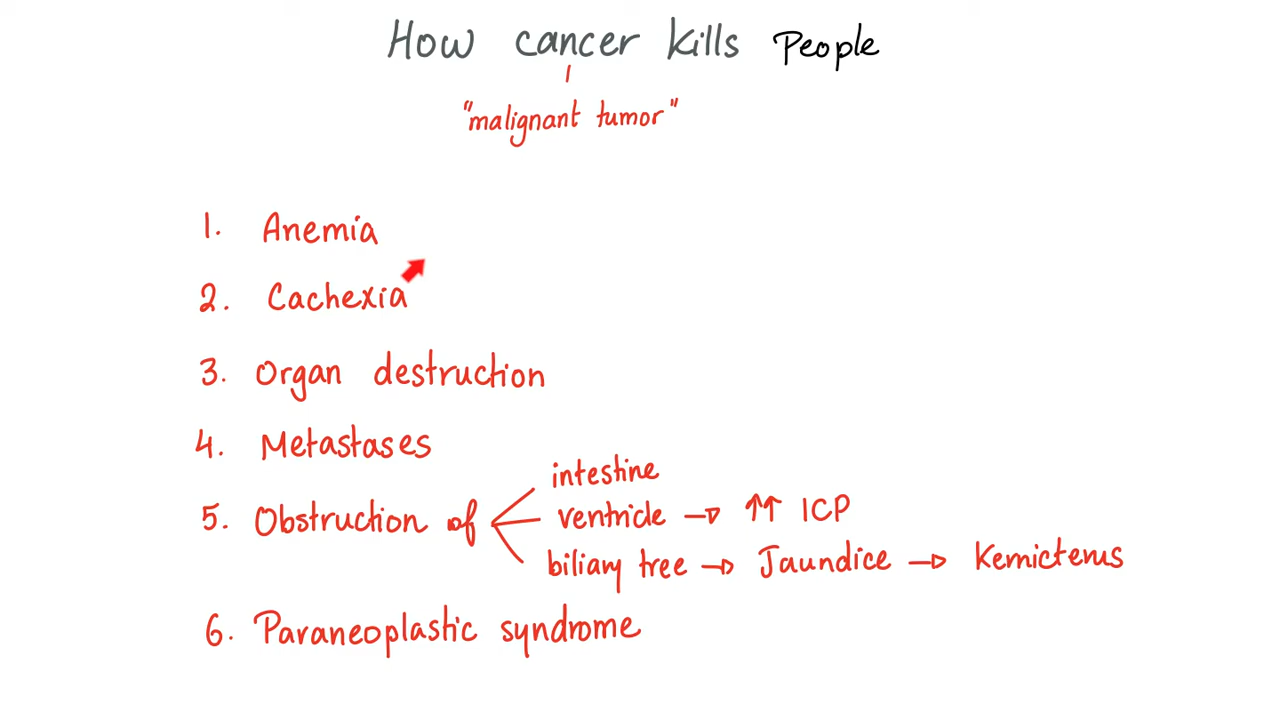 How cancer kills People
"malignant tumor"
1. Anemia
2. Cachexia
3. Organ destruction
4. Metastases
5. Obstruction of
intestine
ventricle → ↑↑ ICP
biliary tree → Jaundice → Kernicterus
6. Paraneoplastic syndrome